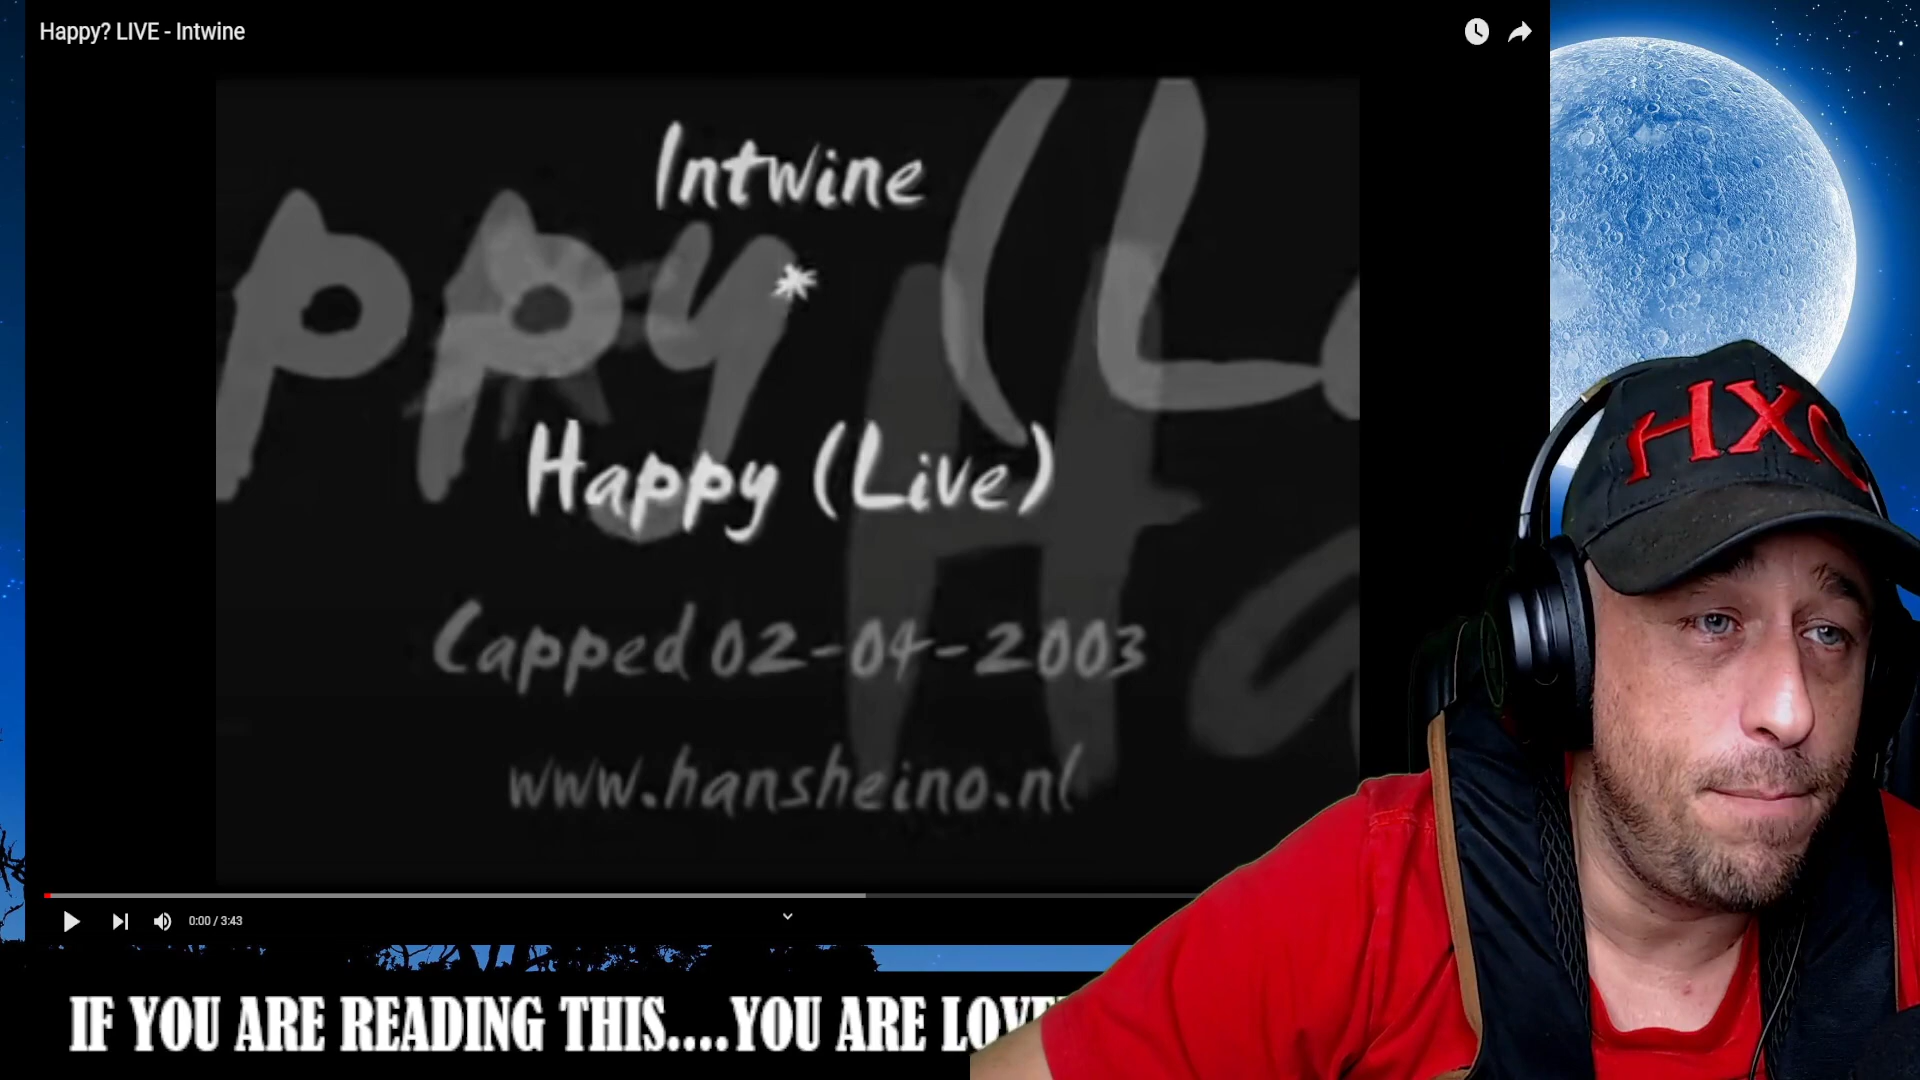 Happy? LIVE - Intwine
Intwine
*
Happy (Live)
Capped 02-04-2003
www.hansheino.nl
0:00 / 3:43
HXC
IF YOU ARE READING THIS....YOU ARE